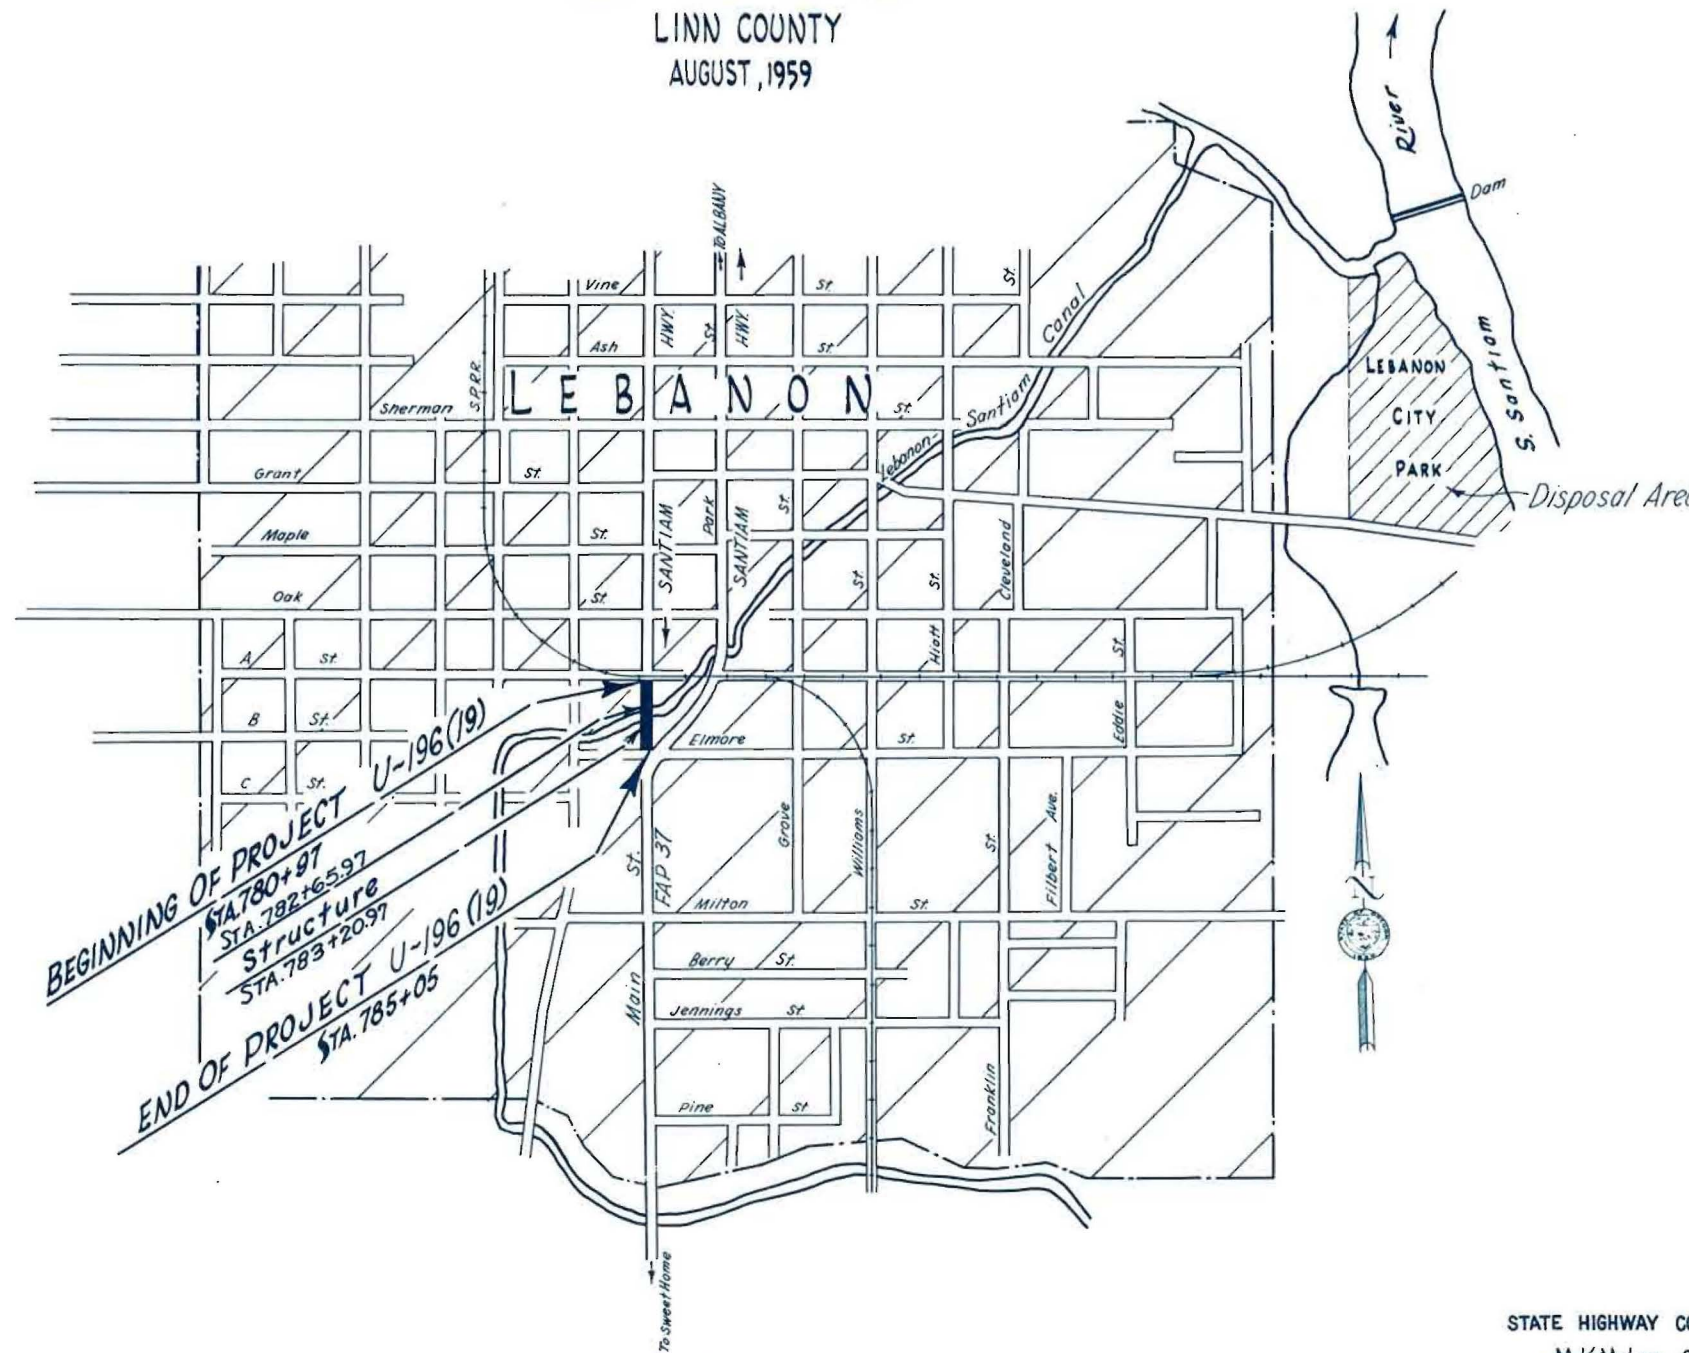 LINN COUNTY
AUGUST, 1959
River
Dam
TO ALBANY
Vine St.
St.
HWY.
St.
HWY.
Ash St.
Canal
S.P.R.R.
LEBANON
Sherman St.
Lebanon-Santiam
LEBANON
CITY
PARK
S. Santiam
Grant St.
Disposal Area
Maple St.
SANTIAM
Park
SANTIAM
St.
Cleveland
Oak St.
St.
St.
Hiatt
St.
A St.
B St.
Elmore St.
Eddie
C St.
BEGINNING OF PROJECT U-196 (19)
STA. 780+97
STA. 782+65.97
Structure
STA. 783+20.97
END OF PROJECT U-196 (19)
STA. 785+05
St.
FAP 37
Grove
Williams
St.
Filbert Ave.
Milton St.
N
Berry St.
Main
Jennings St.
Franklin
Pine St.
To Sweet Home
STATE HIGHWAY